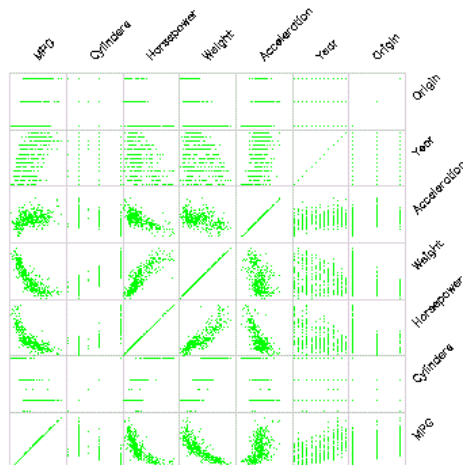 MPG
Cylinders
Horsepower
Weight
Acceleration
Year
Origin
Origin
Year
Acceleration
Weight
Horsepower
Cylinders
MPG